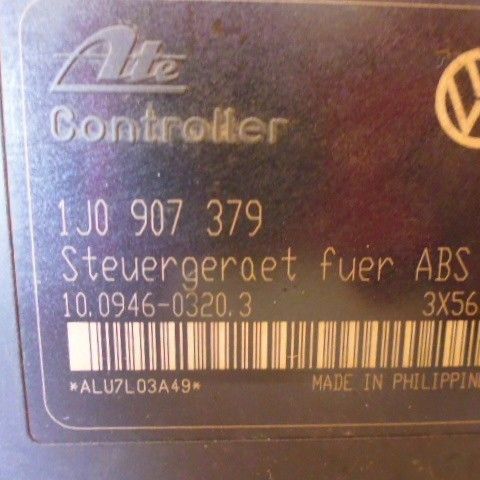 Ate
Controller
1J0 907 379
Steuergeraet fuer ABS
10.0946-0320.3 3X56
*ALU7L03A49* MADE IN PHILIPPIN